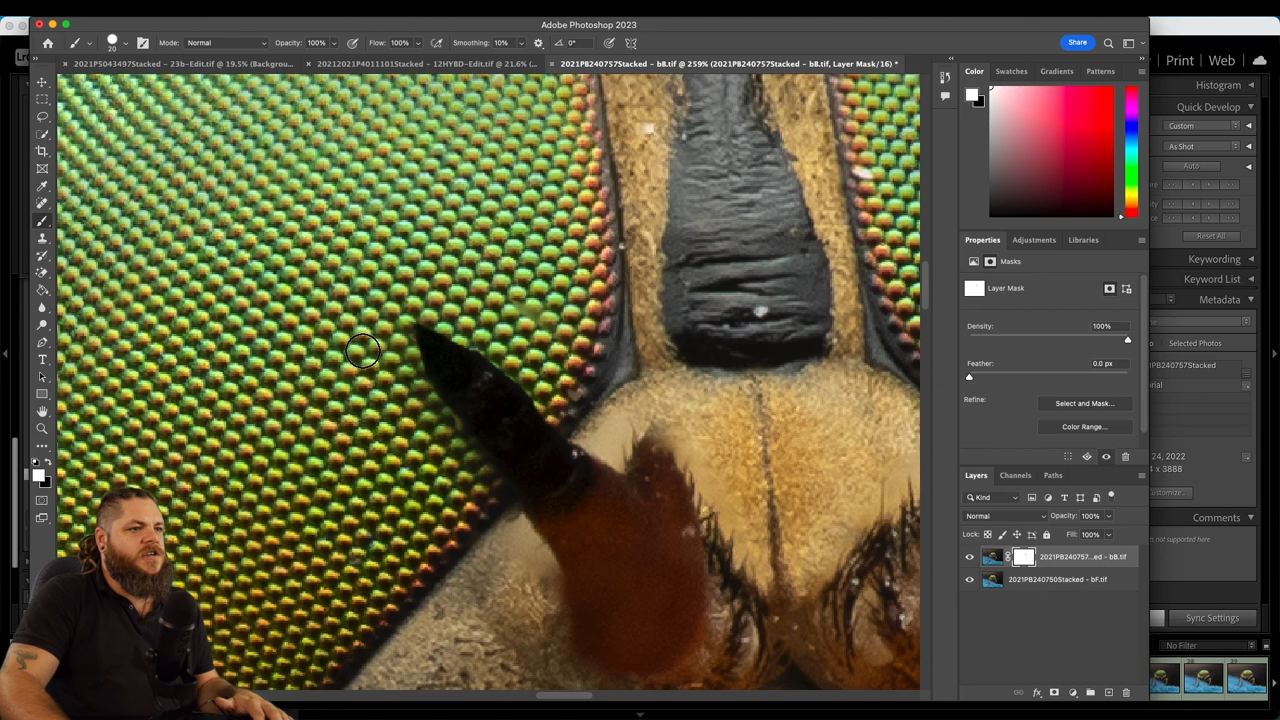 Adobe Photoshop 2023
20 Mode: Normal Opacity: 100% Flow: 100% Smoothing: 10% 0° Share
2021P5043497Stacked - 23b-Edit.tif @ 19.5% (Backgrou... 20212021P4011101Stacked - 12HYBD-Edit.tif @ 21.6% (... 2021PB240757Stacked - bB.tif @ 259% (2021PB240757Stacked - bB.tif, Layer Mask/16) *
Print Web
Color Swatches Gradients Patterns
Histogram
Quick Develop
Custom
As Shot
Auto
Reset All
Keywording
Keyword List
Metadata
Selected Photos
Properties Adjustments Libraries
Masks
Layer Mask
Density: 100%
Feather: 0.0 px
Refine:
Select and Mask...
Color Range...
24, 2022
x 3888
Customize...
Comments
Layers Channels Paths
Kind
Normal Opacity: 100%
Lock: Fill: 100%
2021PB240757...ed - bB.tif
2021PB240750Stacked - bF.tif
Sync Settings
No Filter